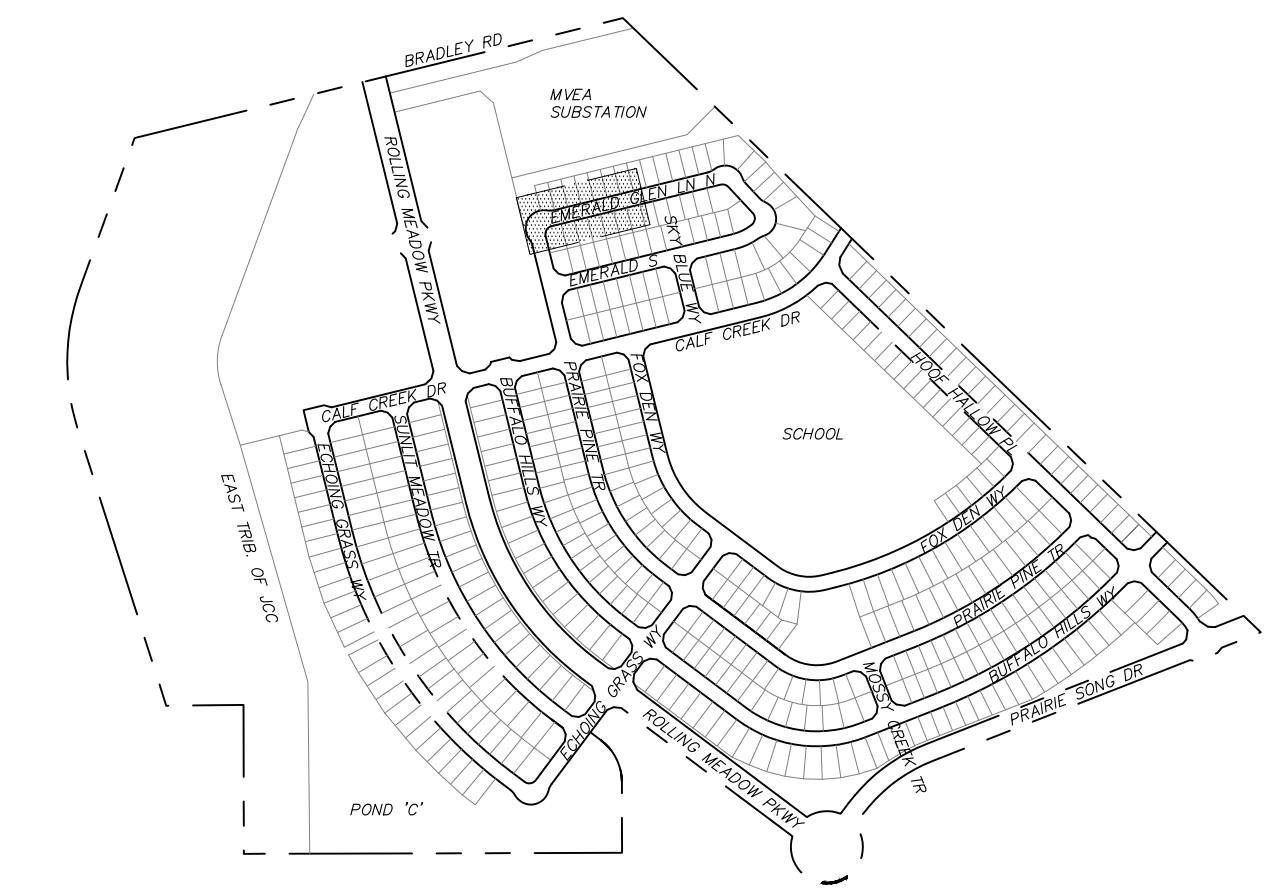 BRADLEY RD
MVEA
SUBSTATION
ROLLING MEADOW PKWY
EMERALD GLEN LN N
SKY BLUE WY
EMERALD S
CALF CREEK DR
CALF CREEK DR
FOX DEN WY
PRAIRIE PINE TR
BUFFALO HILLS WY
SUNLIT MEADOW TR
ECHOING GRASS WY
HOOF HALLOW PL
SCHOOL
EAST TRIB. OF JCC
FOX DEN WY
PRAIRIE PINE TR
BUFFALO HILLS WY
MOSSY CREEK TR
PRAIRIE SONG DR
ECHOING GRASS WY
ROLLING MEADOW PKWY
POND 'C'